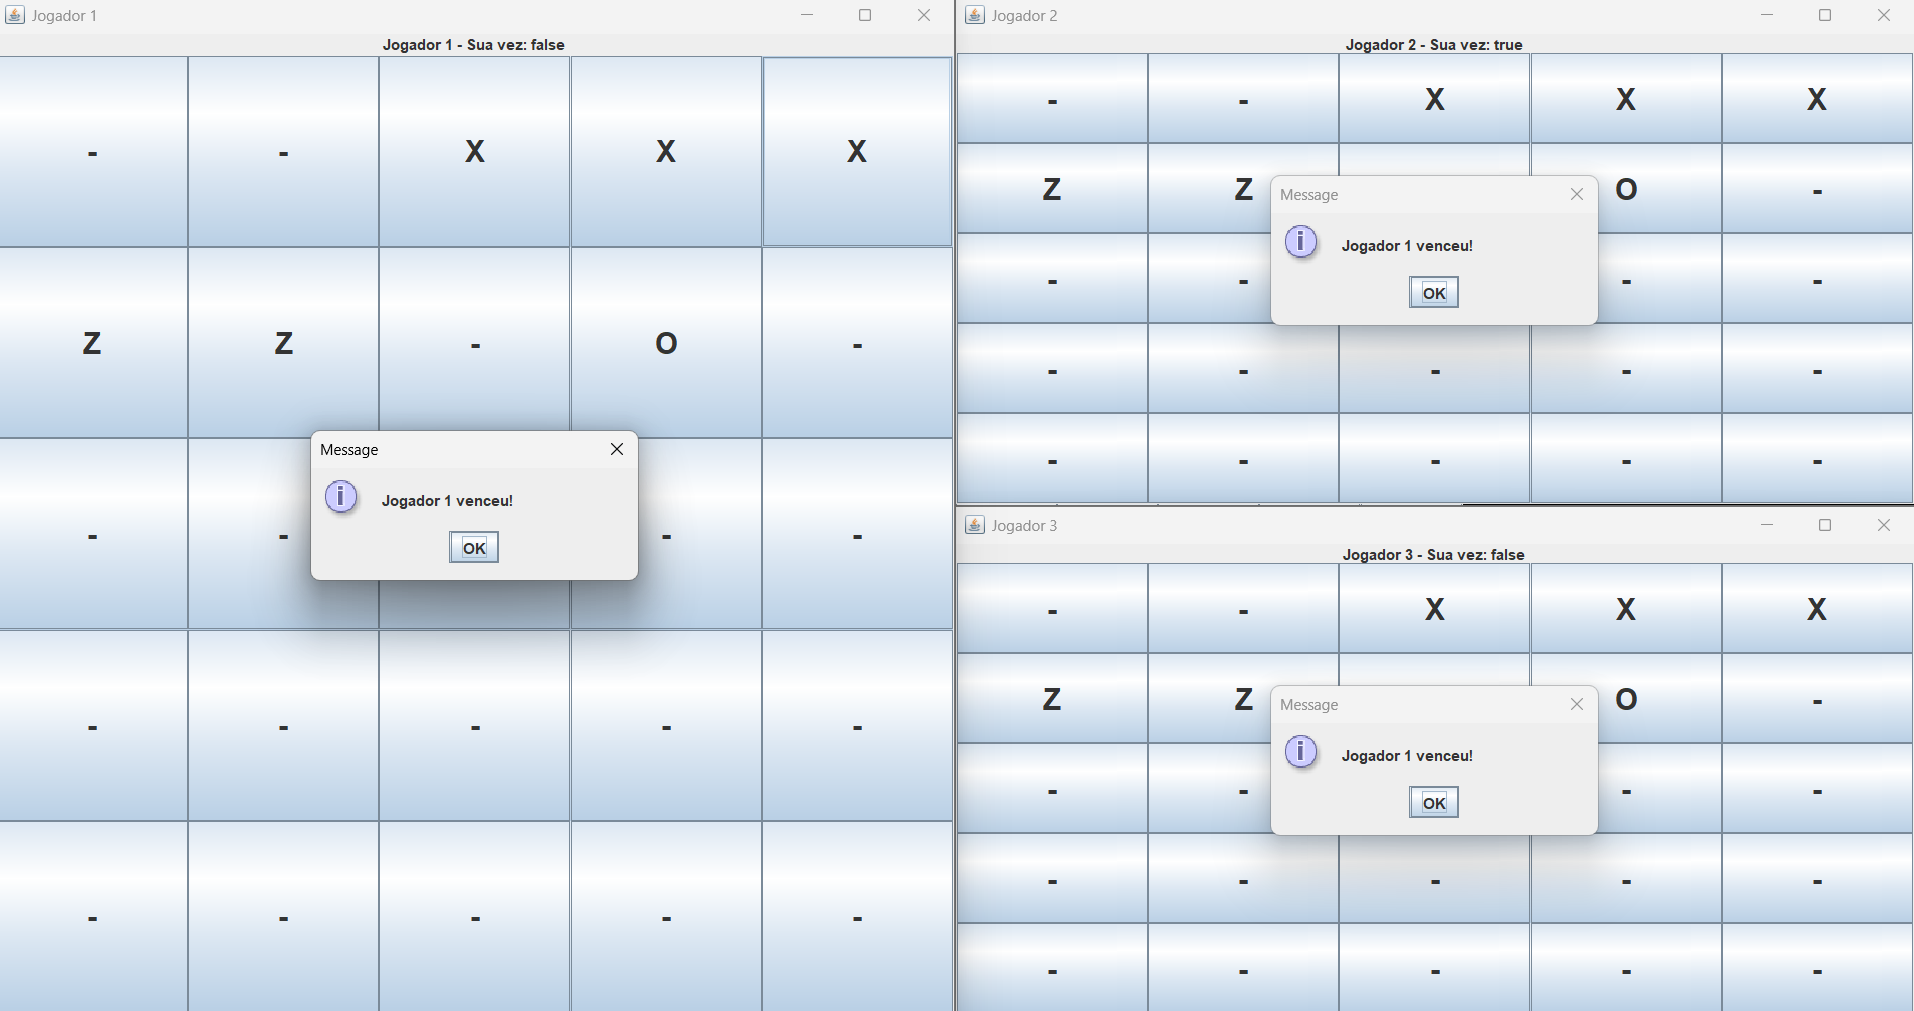 Jogador 1
Jogador 1 - Sua vez: false
- - X X X
Z Z - O -
- - - -
Message
Jogador 1 venceu!
OK
- - - - -
- - - - -
Jogador 2
Jogador 2 - Sua vez: true
- - X X X
Z Z O -
Message
Jogador 1 venceu!
OK
- - - -
- - - - -
- - - - -
Jogador 3
Jogador 3 - Sua vez: false
- - X X X
Z Z O -
Message
Jogador 1 venceu!
OK
- - - -
- - - - -
- - - - -